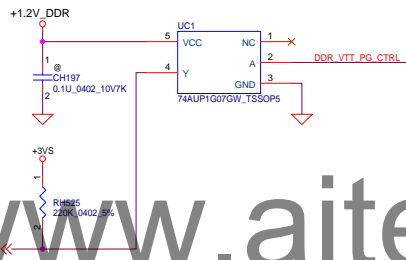 +1.2V_DDR
UC1
5 VCC NC 1
1 @
CH197
0.1U_0402_10V7K
2
4 Y A 2 DDR_VTT_PG_CTRL
GND 3
74AUP1G07GW_TSSOP5
+3VS
1
RH525
220K_0402_5%
2
www.aite